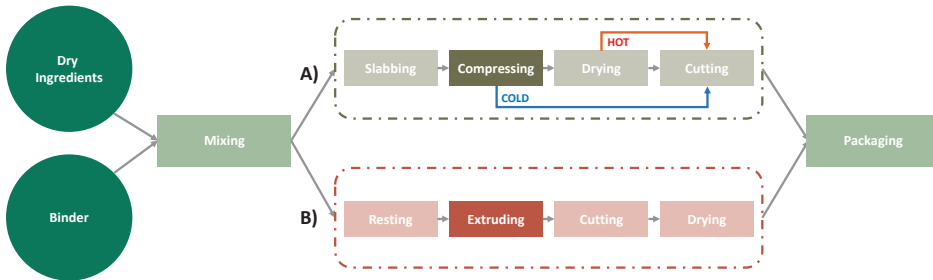 Dry
Ingredients
Binder
Mixing
A)
Slabbing
Compressing
Drying
Cutting
HOT
COLD
B)
Resting
Extruding
Cutting
Drying
Packaging